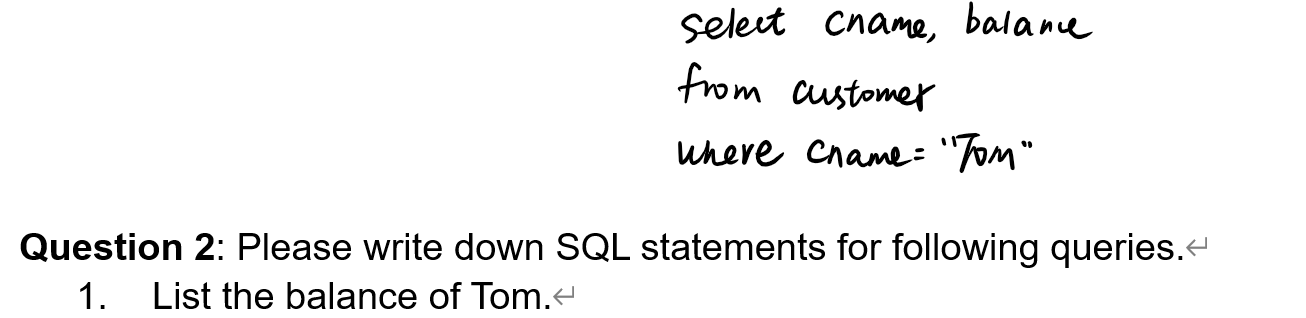 select cname, balance
from customer
where cname = "Tom"
Question 2: Please write down SQL statements for following queries.↵
1. List the balance of Tom.↵